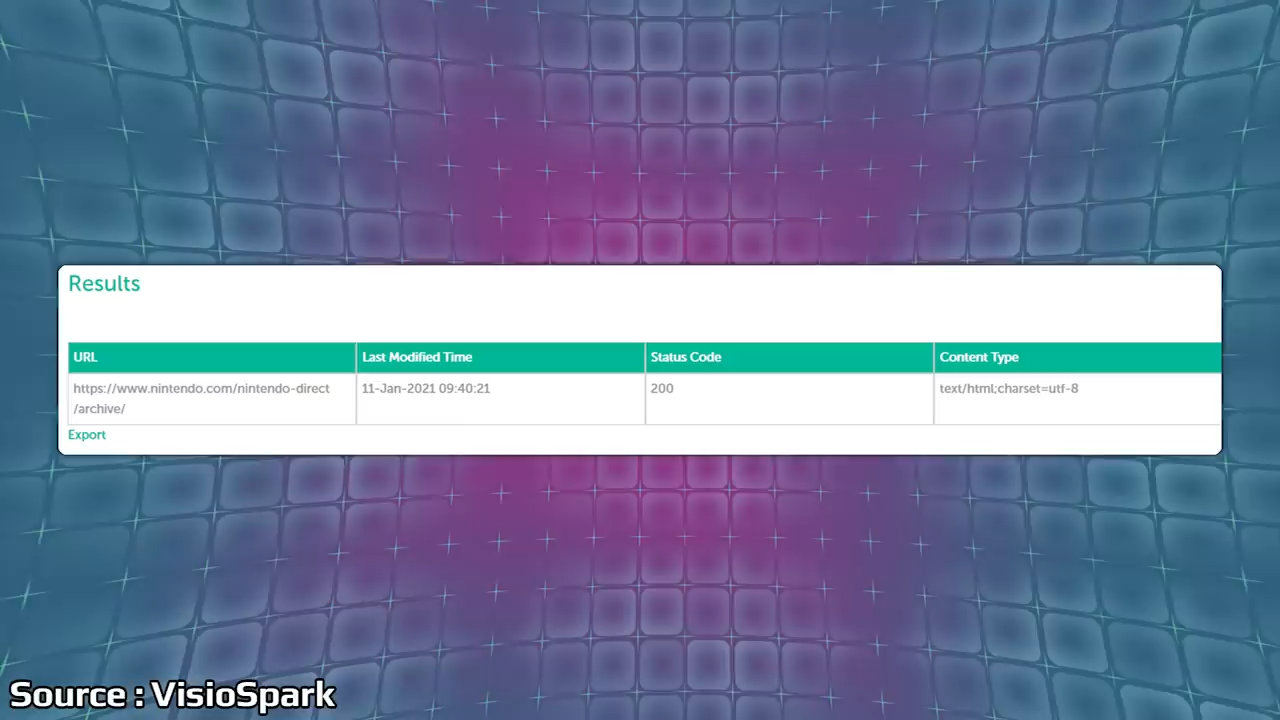 Results
URL Last Modified Time Status Code Content Type
https://www.nintendo.com/nintendo-direct 11-Jan-2021 09:40:21 200 text/html;charset=utf-8
/archive/
Export
Source : VisioSpark